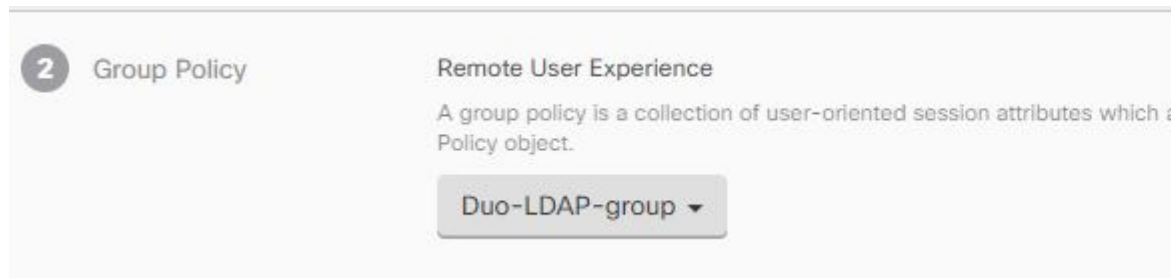 2 Group Policy
Remote User Experience
A group policy is a collection of user-oriented session attributes which
Policy object.
Duo-LDAP-group